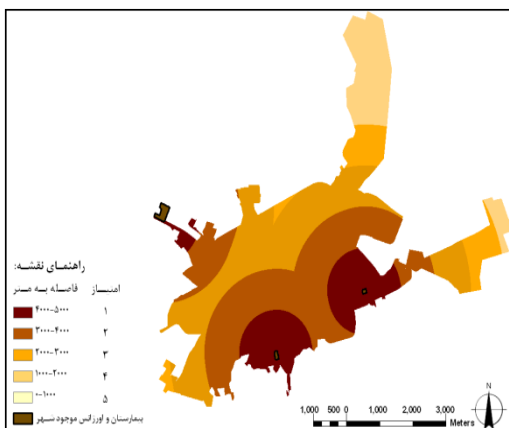 راهنمای نقشه:
امتیاز فاصله به متر
۱ ۴۰۰۰-۵۰۰۰
۲ ۳۰۰۰-۴۰۰۰
۳ ۲۰۰۰-۳۰۰۰
۴ ۱۰۰۰-۲۰۰۰
۵ ۰-۱۰۰۰
بیمارستان و اورژانس موجود شهر
N
1,000 500 0 1,000 2,000 3,000
Meters